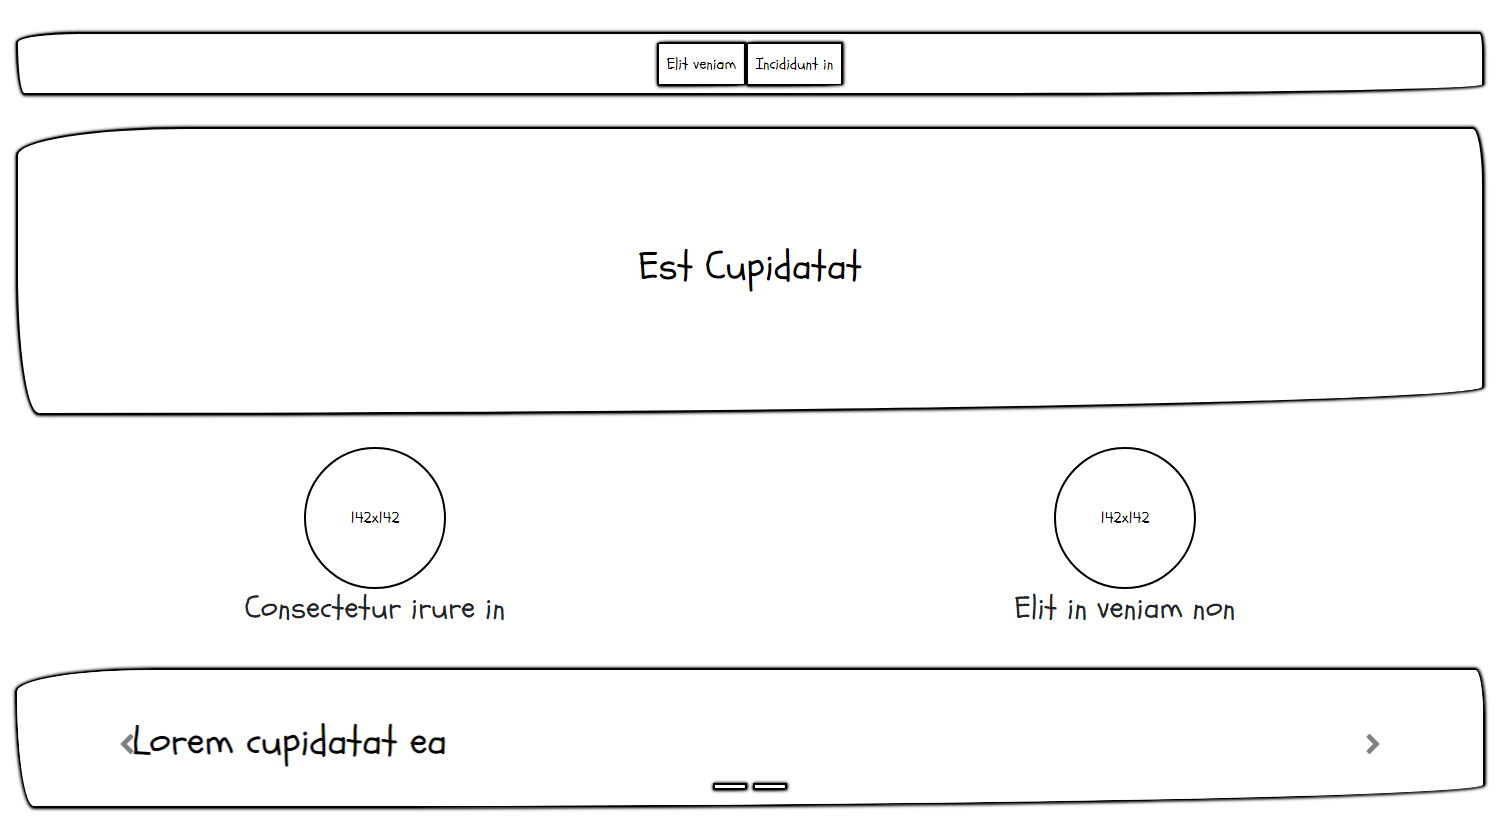 Elit veniam Incididunt in
Est Cupidatat
142x142 142x142
Consectetur irure in Elit in veniam non
Lorem cupidatat ea